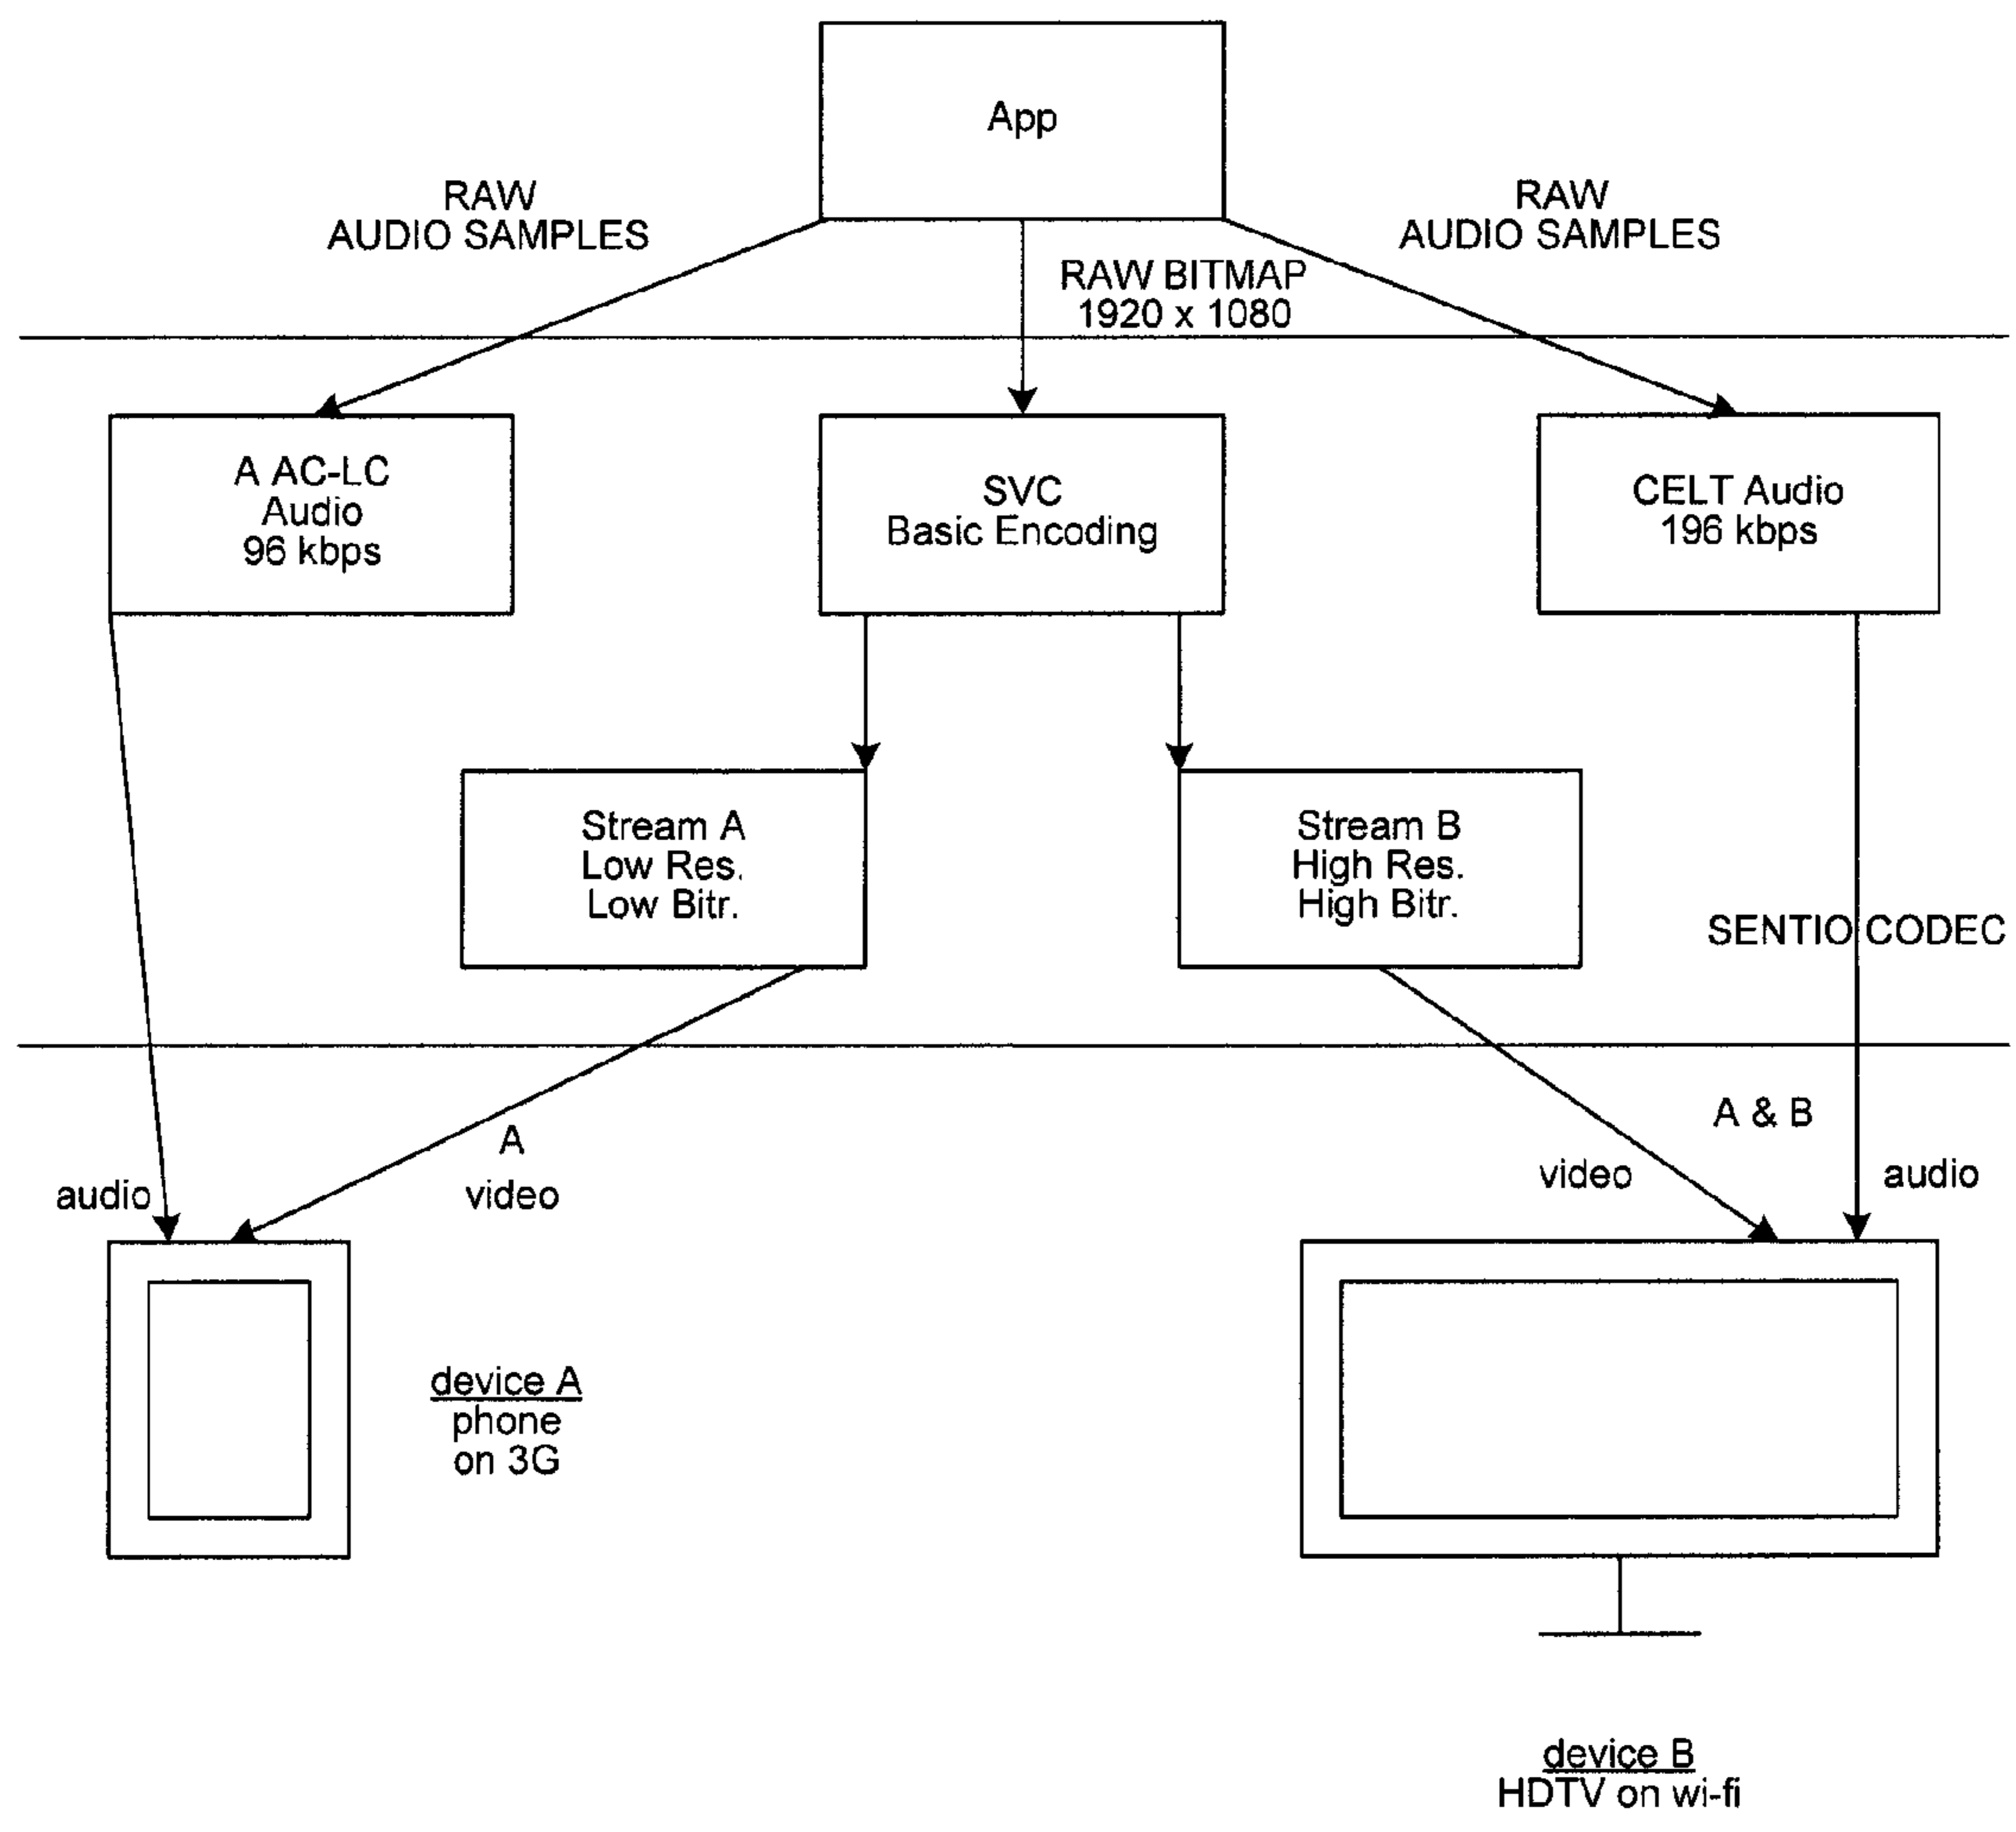 App
RAW
AUDIO SAMPLES
RAW
AUDIO SAMPLES
RAW BITMAP
1920 x 1080
A AC-LC
Audio
96 kbps
SVC
Basic Encoding
CELT Audio
196 kbps
Stream A
Low Res.
Low Bitr.
Stream B
High Res.
High Bitr.
SENTIO CODEC
A
video
audio
A & B
video
audio
device A
phone
on 3G
device B
HDTV on wi-fi